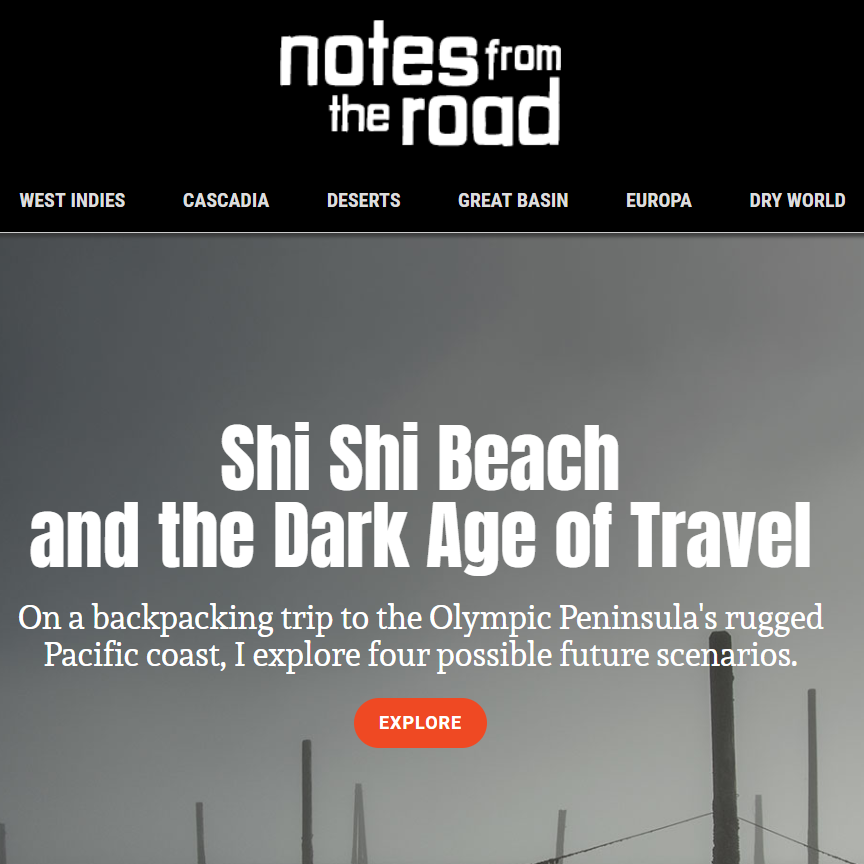 notes from
the road
WEST INDIES CASCADIA DESERTS GREAT BASIN EUROPA DRY WORLD
Shi Shi Beach
and the Dark Age of Travel
On a backpacking trip to the Olympic Peninsula's rugged
Pacific coast, I explore four possible future scenarios.
EXPLORE